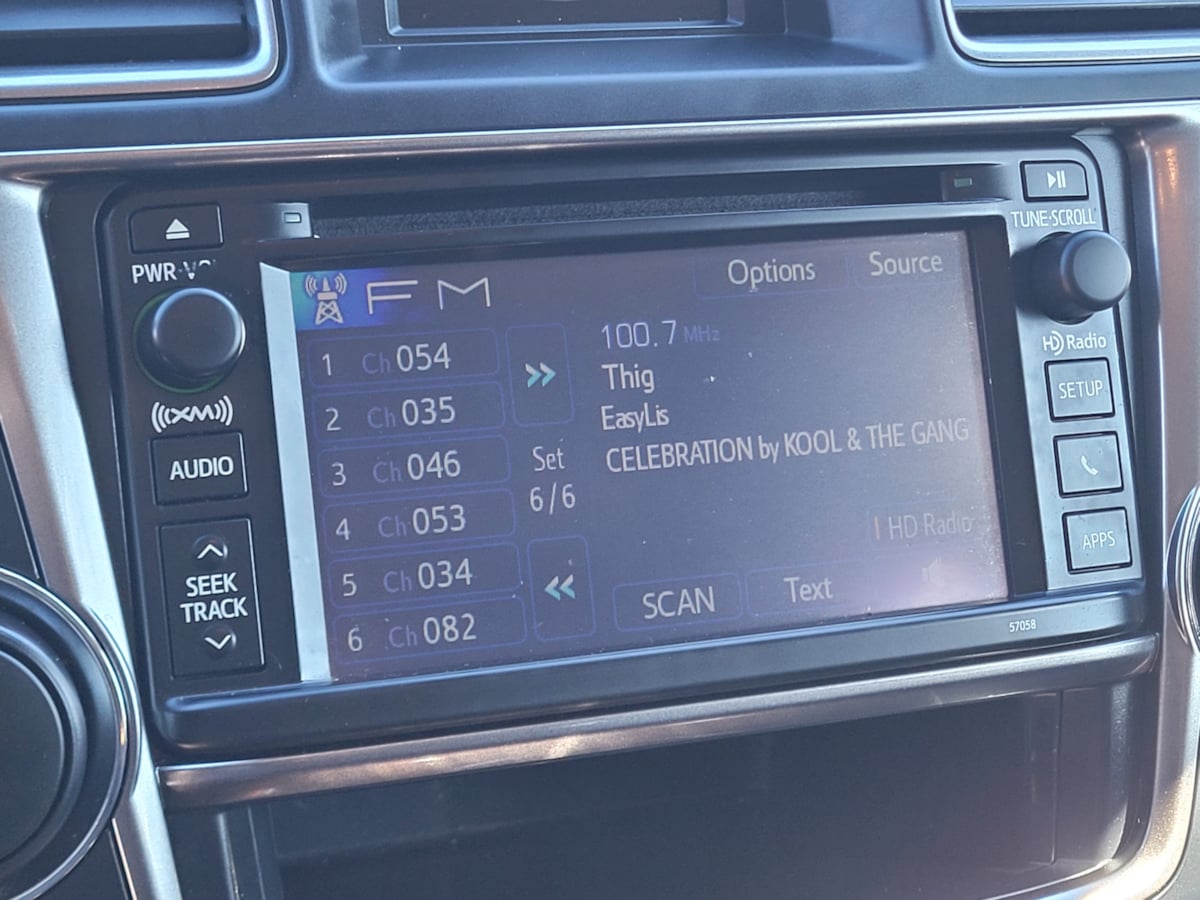 TUNE·SCROLL
PWR·VOL
FM
Options
Source
1 Ch 054
2 Ch 035
3 Ch 046
4 Ch 053
5 Ch 034
6 Ch 082
Set
6/6
100.7 MHz
Thig
EasyLis
CELEBRATION by KOOL & THE GANG
HD Radio
SCAN
Text
((XM))
AUDIO
SEEK
TRACK
HD Radio
SETUP
APPS
57058